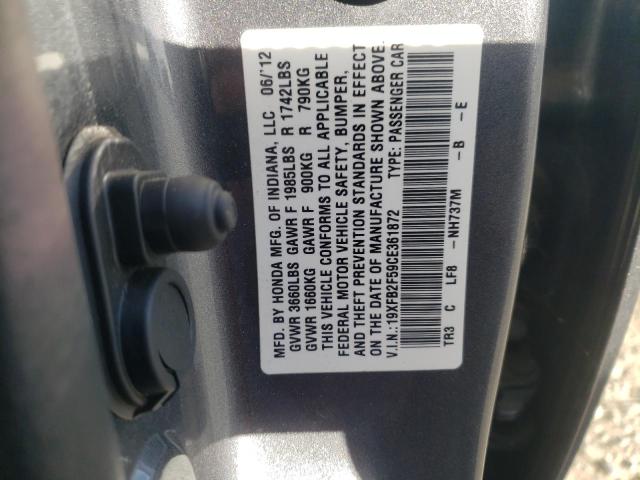 MFD. BY HONDA MFG. OF INDIANA, LLC 06/'12
GVWR 3660LBS GAWR F 1985LBS R 1742LBS
GVWR 1660KG GAWR F 900KG R 790KG
THIS VEHICLE CONFORMS TO ALL APPLICABLE
FEDERAL MOTOR VEHICLE SAFETY, BUMPER,
AND THEFT PREVENTION STANDARDS IN EFFECT
ON THE DATE OF MANUFACTURE SHOWN ABOVE.
V.I.N.:19XFB2F59CE361872 TYPE: PASSENGER CAR
TR3 C LF8 -NH737M -B -E